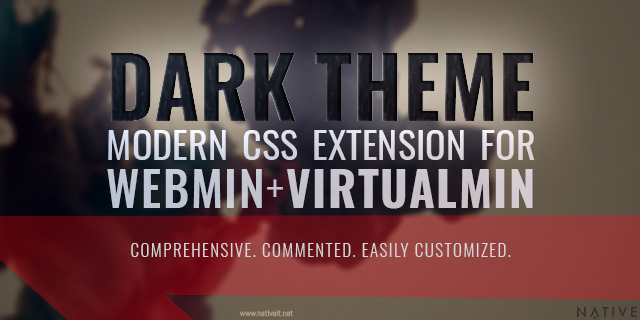 DARK THEME
MODERN CSS EXTENSION FOR
WEBMIN+VIRTUALMIN
COMPREHENSIVE. COMMENTED. EASILY CUSTOMIZED.
www.nativeit.net
NATIVE